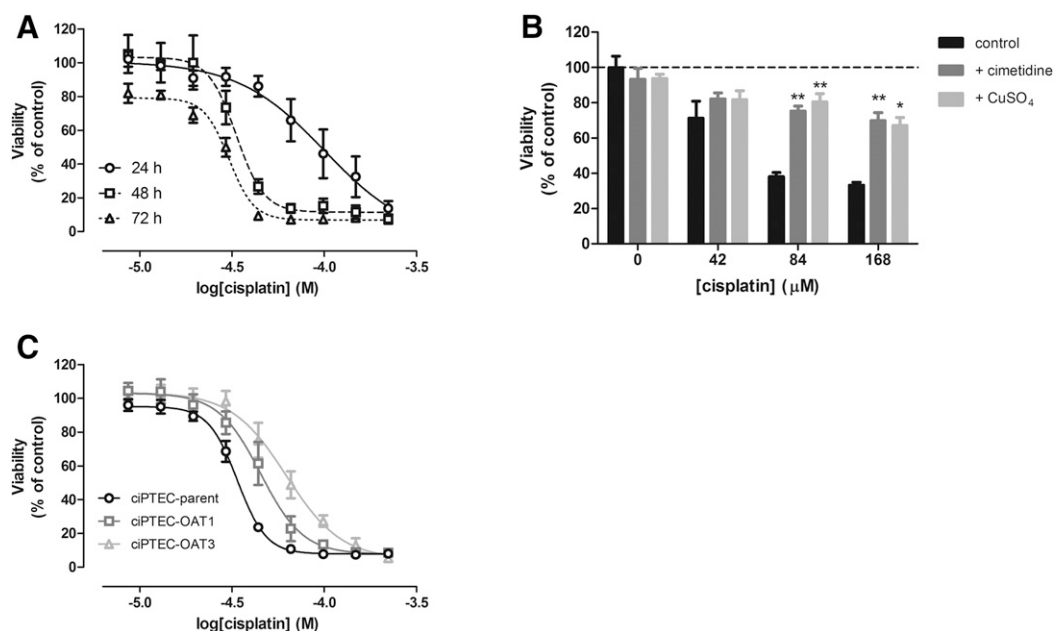 A
Viability
(% of control)
120
100
80
60
40
20
0
24 h
48 h
72 h
-5.0 -4.5 -4.0 -3.5
log[cisplatin] (M)
B
Viability
(% of control)
120
100
80
60
40
20
0
** **
** *
0 42 84 168
[cisplatin] (μM)
control
+ cimetidine
+ CuSO₄
C
Viability
(% of control)
120
100
80
60
40
20
0
ciPTEC-parent
ciPTEC-OAT1
ciPTEC-OAT3
-5.0 -4.5 -4.0 -3.5
log[cisplatin] (M)